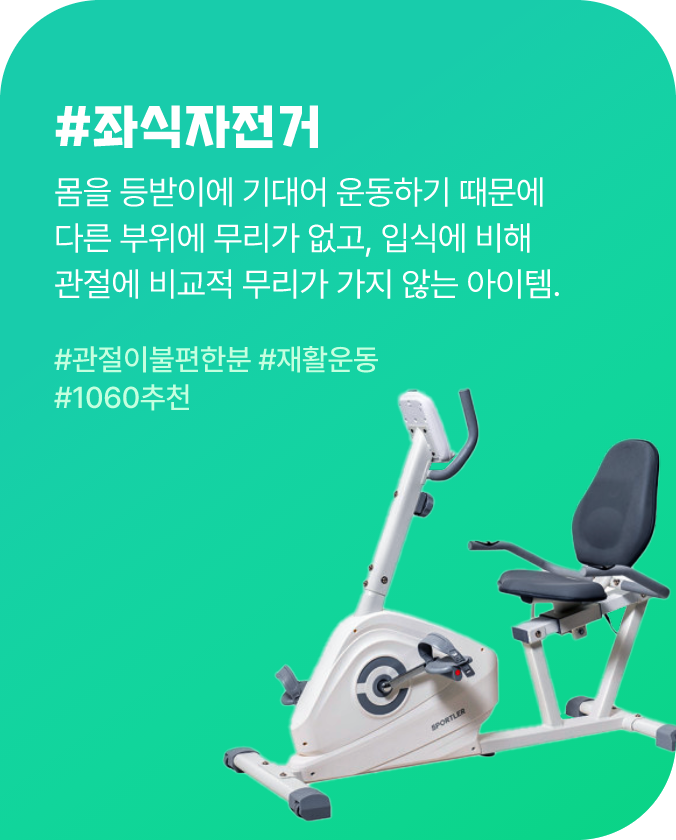 #좌식자전거
몸을 등받이에 기대어 운동하기 때문에
다른 부위에 무리가 없고, 입식에 비해
관절에 비교적 무리가 가지 않는 아이템.
#관절이불편한분 #재활운동
#1060추천
SPORTLER